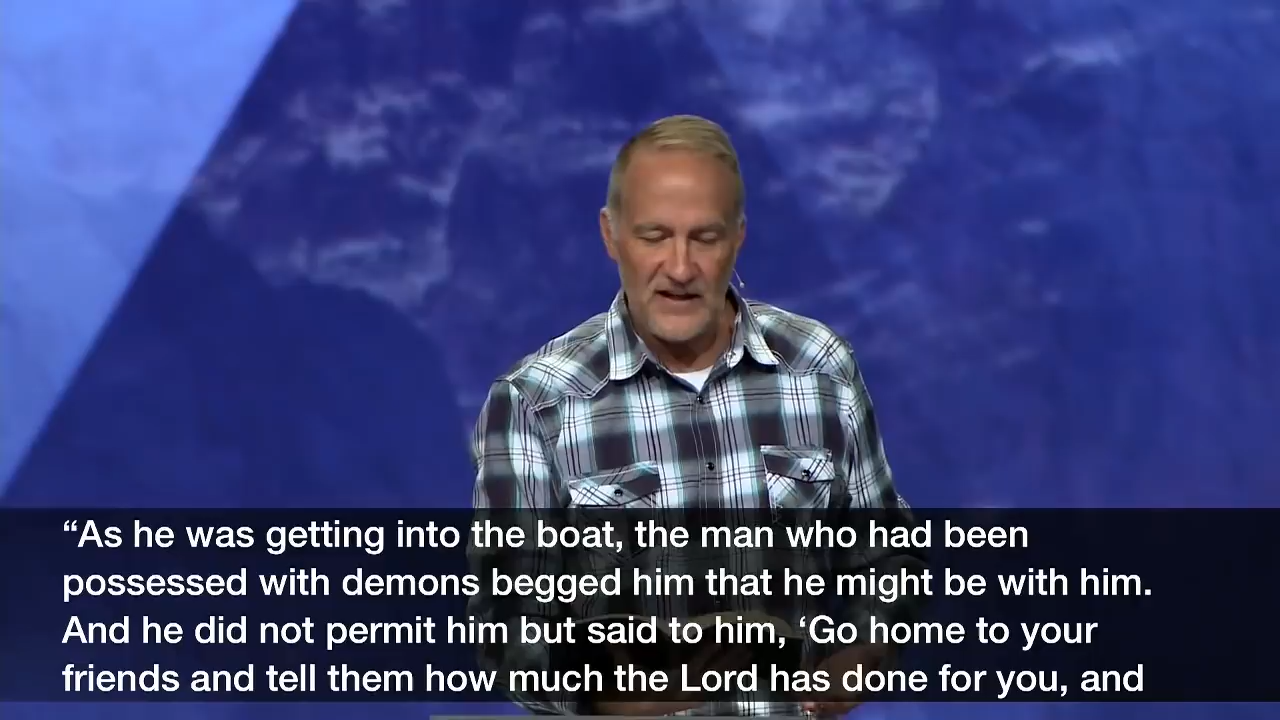 “As he was getting into the boat, the man who had been
possessed with demons begged him that he might be with him.
And he did not permit him but said to him, ‘Go home to your
friends and tell them how much the Lord has done for you, and